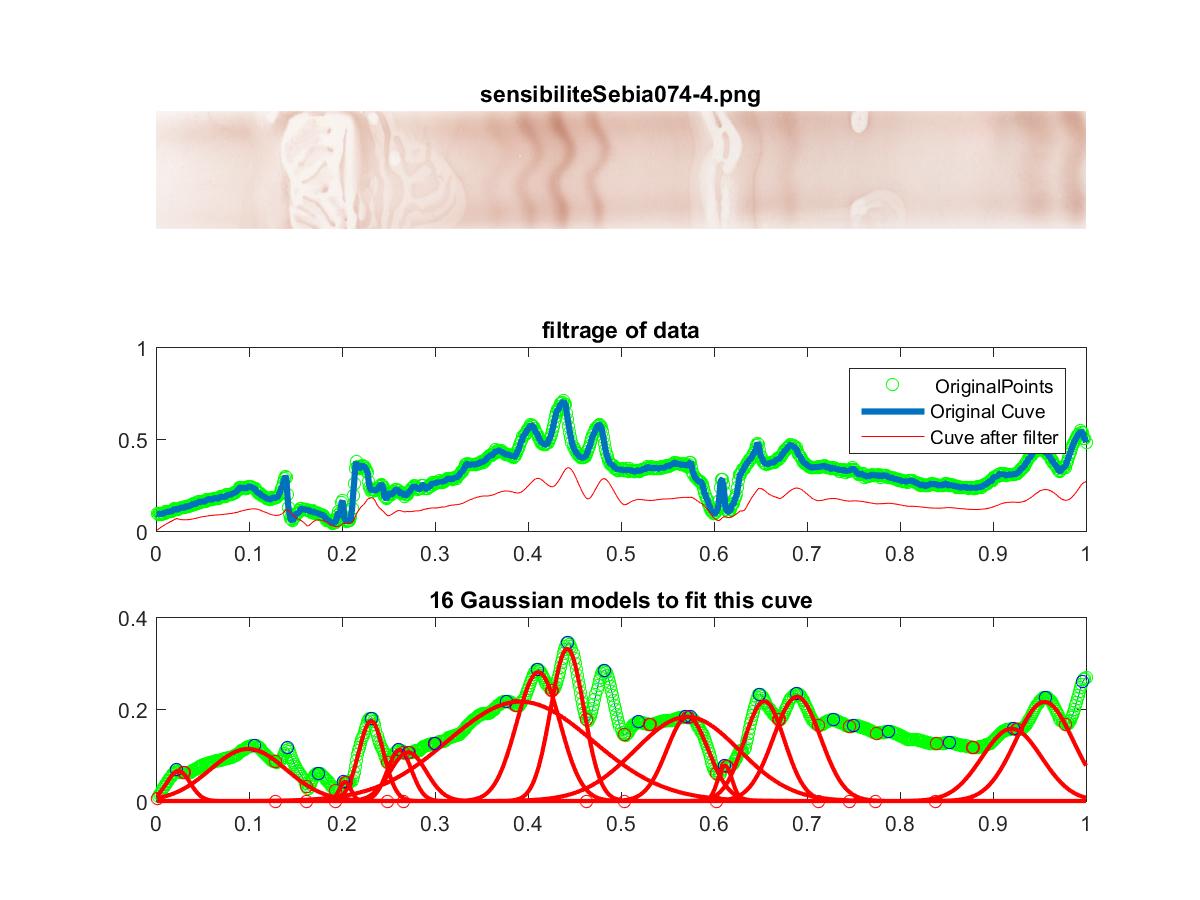 sensibiliteSebia074-4.png
filtrage of data
1
0.5
0
OriginalPoints
Original Cuve
Cuve after filter
0 0.1 0.2 0.3 0.4 0.5 0.6 0.7 0.8 0.9 1
16 Gaussian models to fit this cuve
0.4
0.2
0
0 0.1 0.2 0.3 0.4 0.5 0.6 0.7 0.8 0.9 1